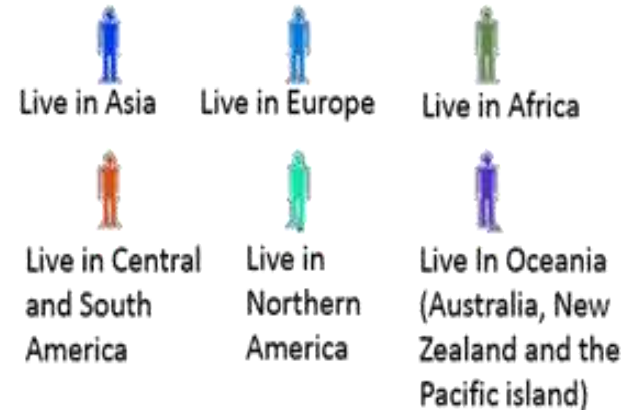 Live in Asia
Live in Europe
Live in Africa
Live in Central
and South
America
Live in
Northern
America
Live In Oceania
(Australia, New
Zealand and the
Pacific island)